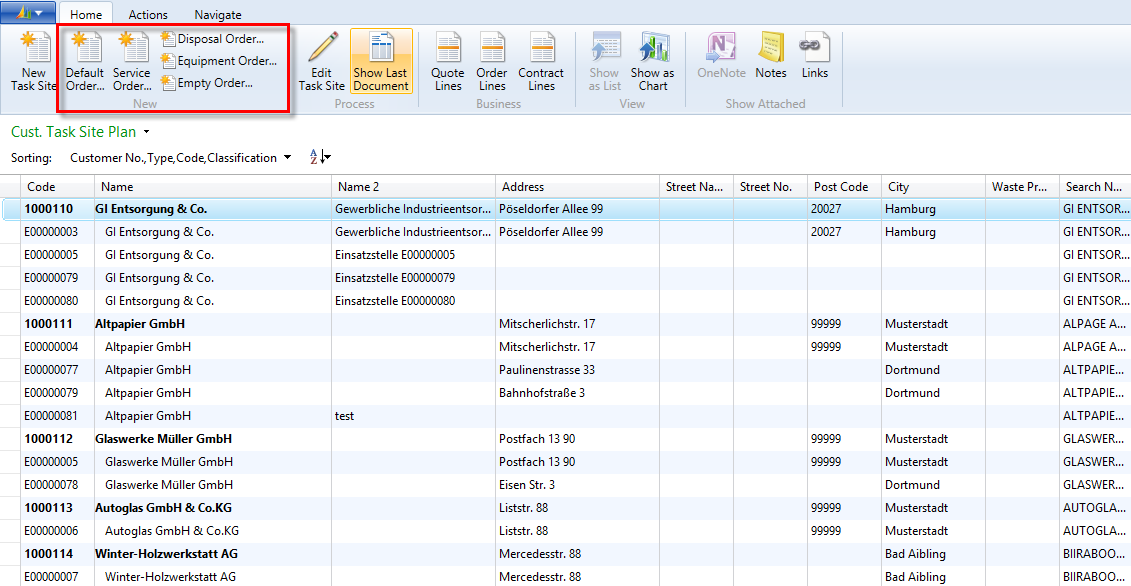 Home Actions Navigate
New Task Site
Default Order...
Service Order...
Disposal Order...
Equipment Order...
Empty Order...
New
Edit Task Site
Show Last Document
Process
Quote Lines
Order Lines
Contract Lines
Business
Show as List
Show as Chart
View
OneNote
Notes
Links
Show Attached
Cust. Task Site Plan
Sorting: Customer No.,Type,Code,Classification AZ
Code Name Name 2 Address Street Na... Street No. Post Code City Waste Pr... Search N...
1000110 GI Entsorgung & Co. Gewerbliche Industrieentsor... Pöseldorfer Allee 99 20027 Hamburg GI ENTSOR...
E00000003 GI Entsorgung & Co. Gewerbliche Industrieentsor... Pöseldorfer Allee 99 20027 Hamburg GI ENTSOR...
E00000005 GI Entsorgung & Co. Einsatzstelle E00000005 GI ENTSOR...
E00000079 GI Entsorgung & Co. Einsatzstelle E00000079 GI ENTSOR...
E00000080 GI Entsorgung & Co. Einsatzstelle E00000080 GI ENTSOR...
1000111 Altpapier GmbH Mitscherlichstr. 17 99999 Musterstadt ALPAGE A...
E00000004 Altpapier GmbH Mitscherlichstr. 17 99999 Musterstadt ALPAGE A...
E00000077 Altpapier GmbH Paulinenstrasse 33 Dortmund ALTPAPIE...
E00000079 Altpapier GmbH Bahnhofstraße 3 Dortmund ALTPAPIE...
E00000081 Altpapier GmbH test ALTPAPIE...
1000112 Glaswerke Müller GmbH Postfach 13 90 99999 Musterstadt GLASWER...
E00000005 Glaswerke Müller GmbH Postfach 13 90 99999 Musterstadt GLASWER...
E00000078 Glaswerke Müller GmbH Eisen Str. 3 Dortmund GLASWER...
1000113 Autoglas GmbH & Co.KG Liststr. 88 99999 Musterstadt AUTOGLA...
E00000006 Autoglas GmbH & Co.KG Liststr. 88 99999 Musterstadt AUTOGLA...
1000114 Winter-Holzwerkstatt AG Mercedesstr. 88 Bad Aibling BIIRABOO...
E00000007 Winter-Holzwerkstatt AG Mercedesstr. 88 Bad Aibling BIIRABOO...